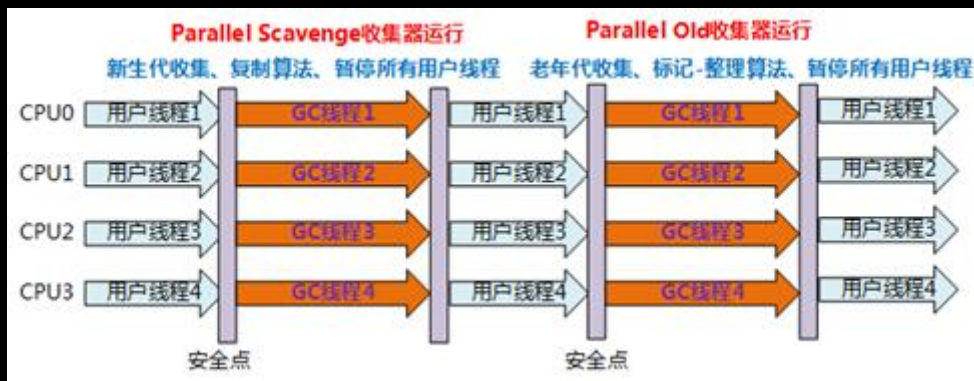 Parallel Scavenge收集器运行 Parallel Old收集器运行
新生代收集、复制算法、暂停所有用户线程 老年代收集、标记-整理算法、暂停所有用户线程
CPU0 用户线程1 GC线程1 用户线程1 GC线程1 用户线程1
CPU1 用户线程2 GC线程2 用户线程2 GC线程2 用户线程2
CPU2 用户线程3 GC线程3 用户线程3 GC线程3 用户线程3
CPU3 用户线程4 GC线程4 用户线程4 GC线程4 用户线程4
安全点 安全点